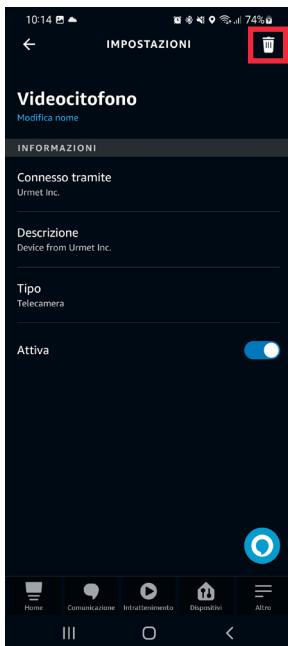 10:14 74%
IMPOSTAZIONI
Videocitofono
Modifica nome
INFORMAZIONI
Connesso tramite
Urmet Inc.
Descrizione
Device from Urmet Inc.
Tipo
Telecamera
Attiva
Home Comunicazione Intrattenimento Dispositivi Altro